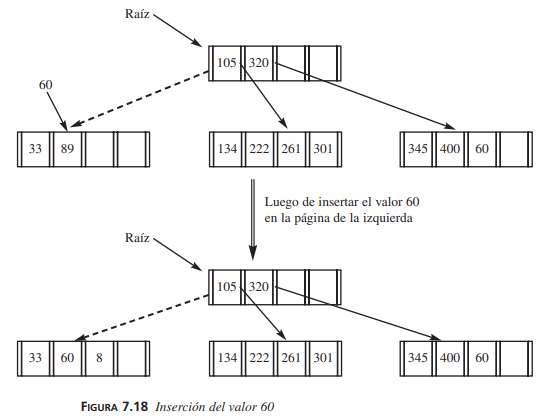 Raíz
105 320
60
33 89
134 222 261 301
345 400 60
Luego de insertar el valor 60
en la página de la izquierda
Raíz
105 320
33 60 8
134 222 261 301
345 400 60
FIGURA 7.18 Inserción del valor 60